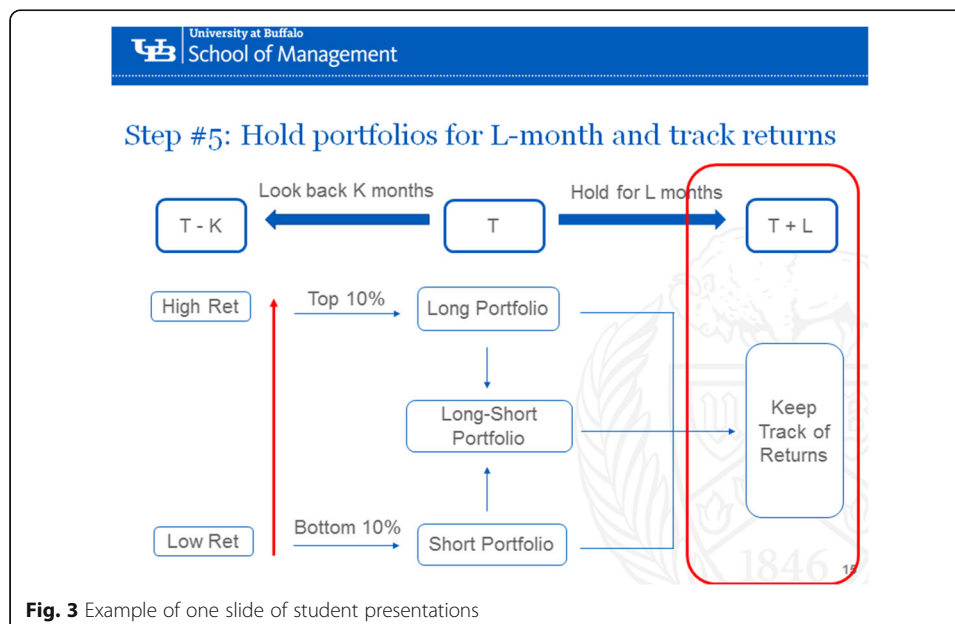 UB
University at Buffalo
School of Management
Step #5: Hold portfolios for L-month and track returns
Look back K months
Hold for L months
T - K
T
T + L
High Ret
Top 10%
Long Portfolio
Long-Short
Portfolio
Keep
Track of
Returns
Low Ret
Bottom 10%
Short Portfolio
1846
15
Fig. 3 Example of one slide of student presentations